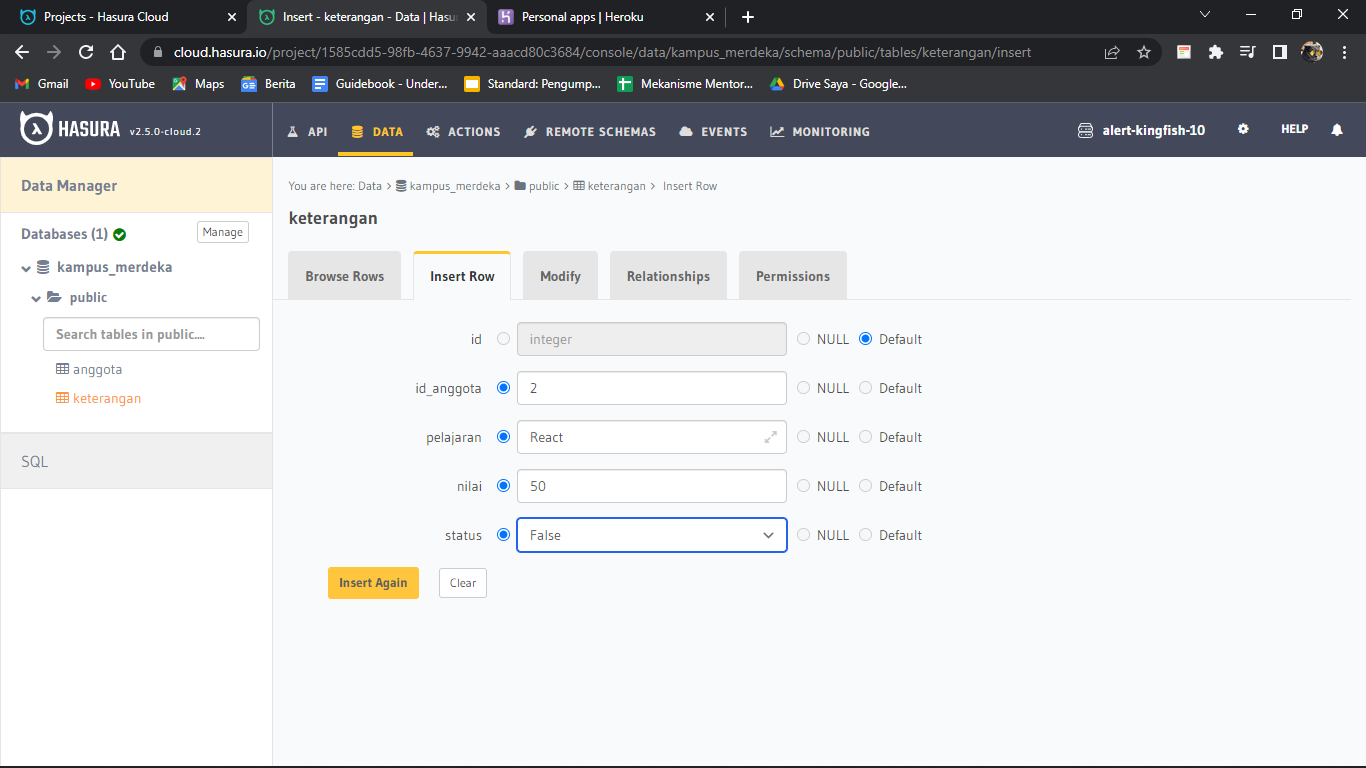 Projects - Hasura Cloud
Insert - keterangan - Data | Hasu
Personal apps | Heroku
cloud.hasura.io/project/1585cdd5-98fb-4637-9942-aaacd80c3684/console/data/kampus_merdeka/schema/public/tables/keterangan/insert
Gmail YouTube Maps Berita Guidebook - Under... Standard: Pengump... Mekanisme Mentor... Drive Saya - Google...
HASURA v2.5.0-cloud.2 API DATA ACTIONS REMOTE SCHEMAS EVENTS MONITORING alert-kingfish-10 HELP
Data Manager
Databases (1) Manage
kampus_merdeka
public
Search tables in public....
anggota
keterangan
SQL
You are here: Data > kampus_merdeka > public > keterangan > Insert Row
keterangan
Browse Rows Insert Row Modify Relationships Permissions
id integer NULL Default
id_anggota 2 NULL Default
pelajaran React NULL Default
nilai 50 NULL Default
status False NULL Default
Insert Again Clear